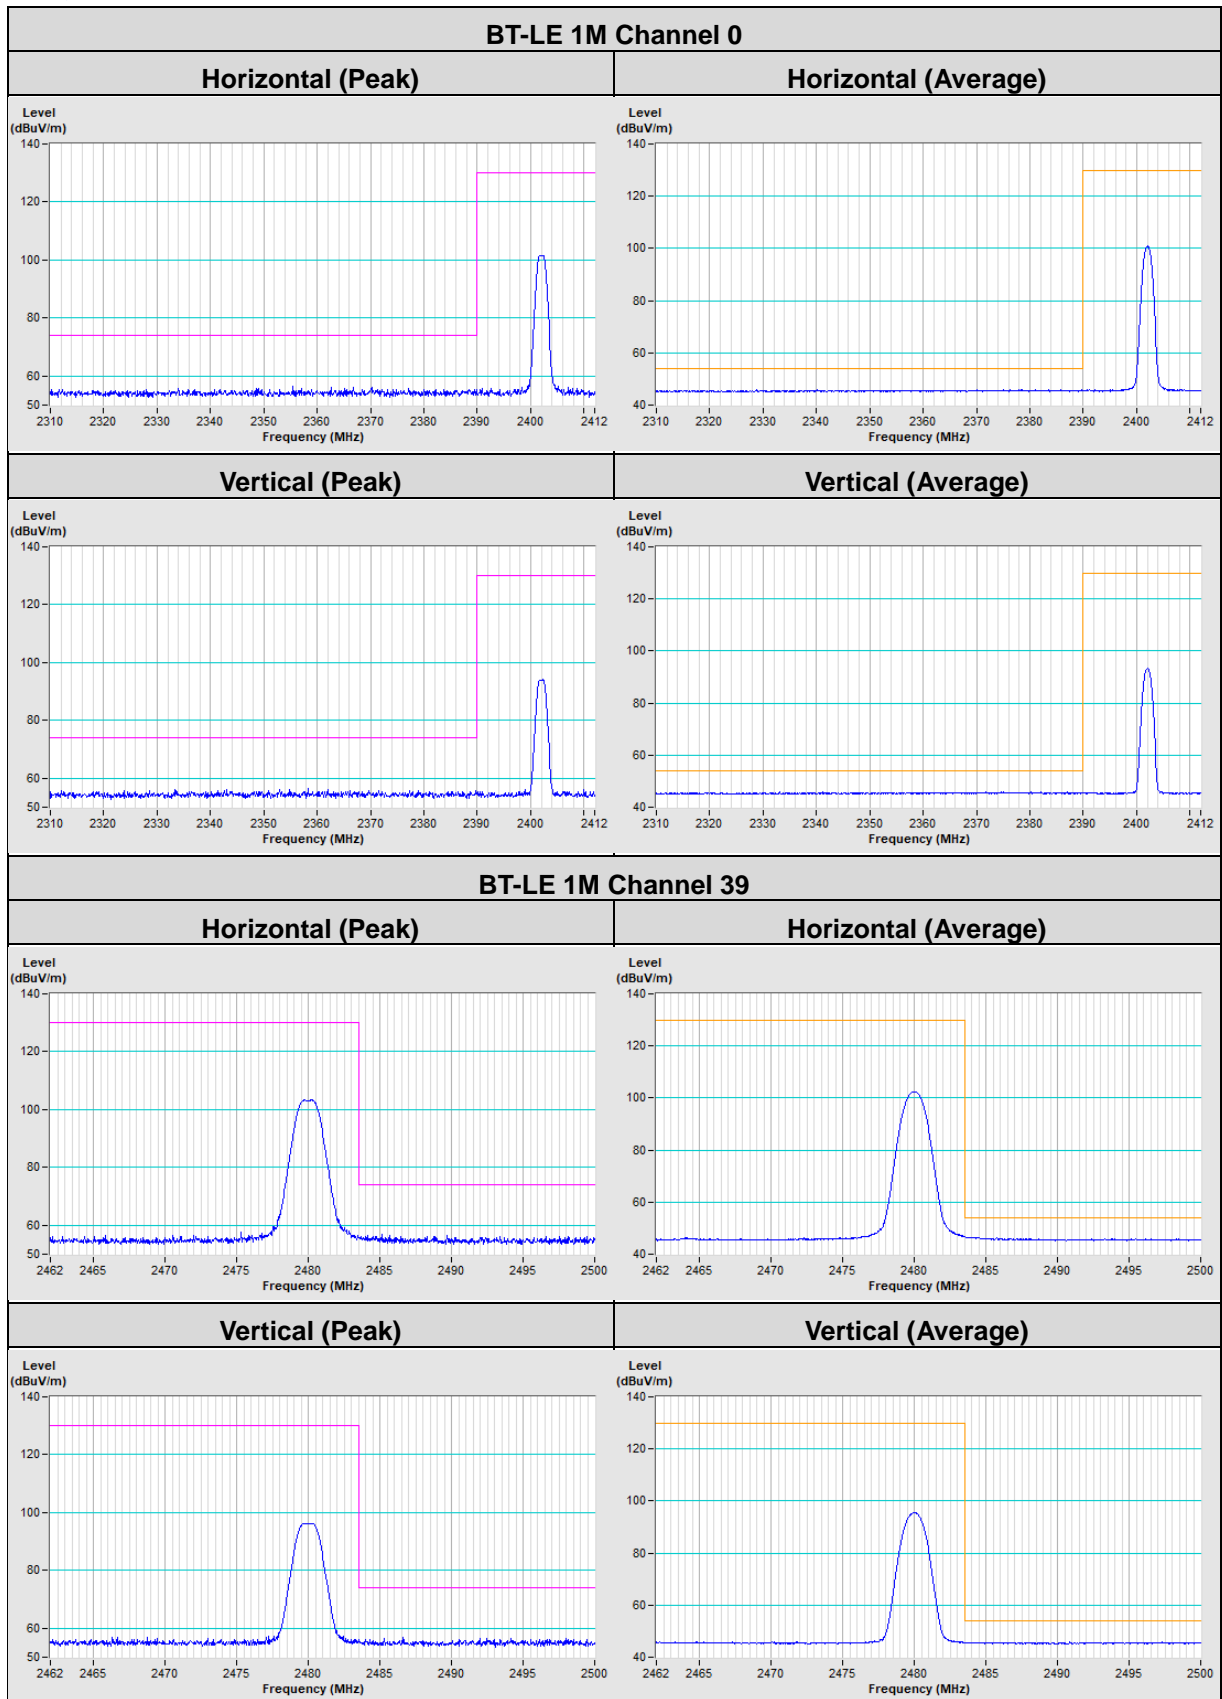 BT-LE 1M Channel 0
Horizontal (Peak)
Horizontal (Average)
Level
(dBuV/m)
140
120
100
80
60
50
2310 2320 2330 2340 2350 2360 2370 2380 2390 2400 2412
Frequency (MHz)
Level
(dBuV/m)
140
120
100
80
60
40
2310 2320 2330 2340 2350 2360 2370 2380 2390 2400 2412
Frequency (MHz)
Vertical (Peak)
Vertical (Average)
Level
(dBuV/m)
140
120
100
80
60
50
2310 2320 2330 2340 2350 2360 2370 2380 2390 2400 2412
Frequency (MHz)
Level
(dBuV/m)
140
120
100
80
60
40
2310 2320 2330 2340 2350 2360 2370 2380 2390 2400 2412
Frequency (MHz)
BT-LE 1M Channel 39
Horizontal (Peak)
Horizontal (Average)
Level
(dBuV/m)
140
120
100
80
60
50
2462 2465 2470 2475 2480 2485 2490 2495 2500
Frequency (MHz)
Level
(dBuV/m)
140
120
100
80
60
40
2462 2465 2470 2475 2480 2485 2490 2495 2500
Frequency (MHz)
Vertical (Peak)
Vertical (Average)
Level
(dBuV/m)
140
120
100
80
60
50
2462 2465 2470 2475 2480 2485 2490 2495 2500
Frequency (MHz)
Level
(dBuV/m)
140
120
100
80
60
40
2462 2465 2470 2475 2480 2485 2490 2495 2500
Frequency (MHz)